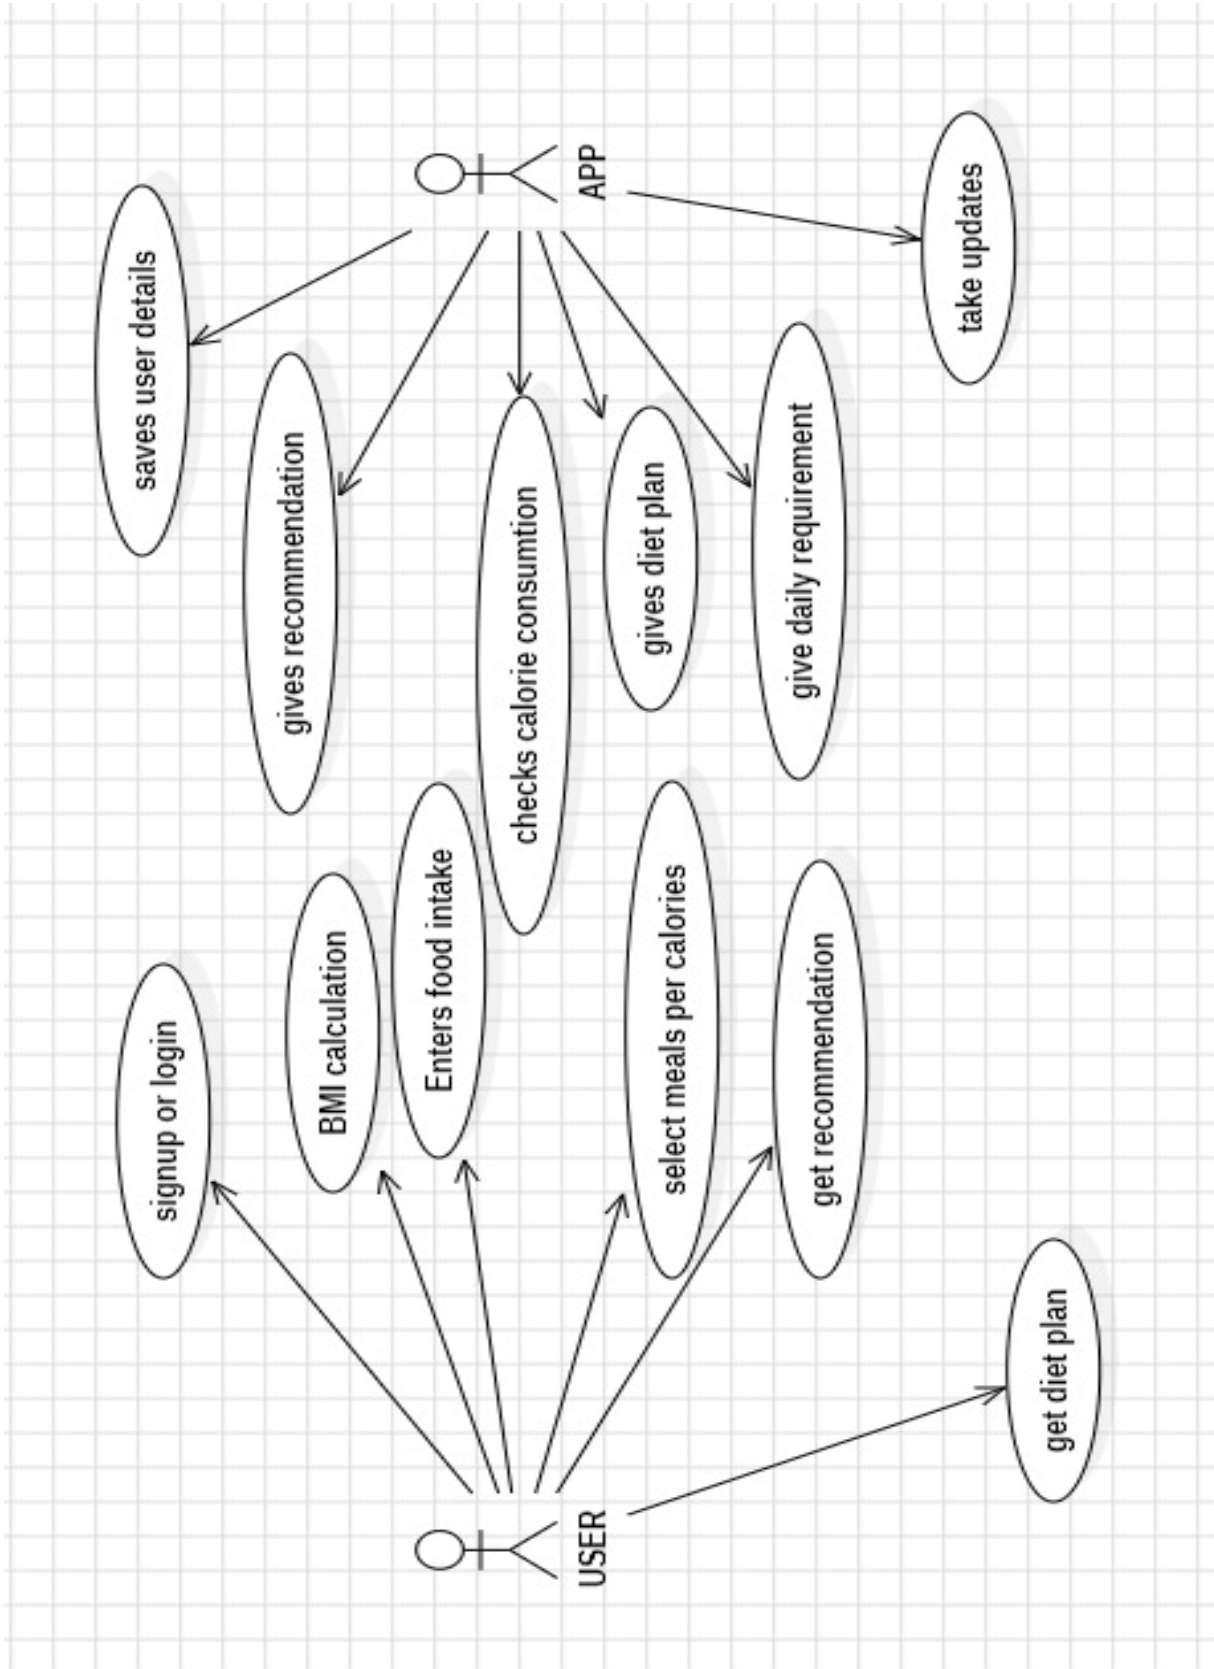 signup or login
BMI calculation
Enters food intake
select meals per calories
get recommendation
get diet plan
USER
saves user details
gives recommendation
checks calorie consumtion
gives diet plan
give daily requirement
take updates
APP